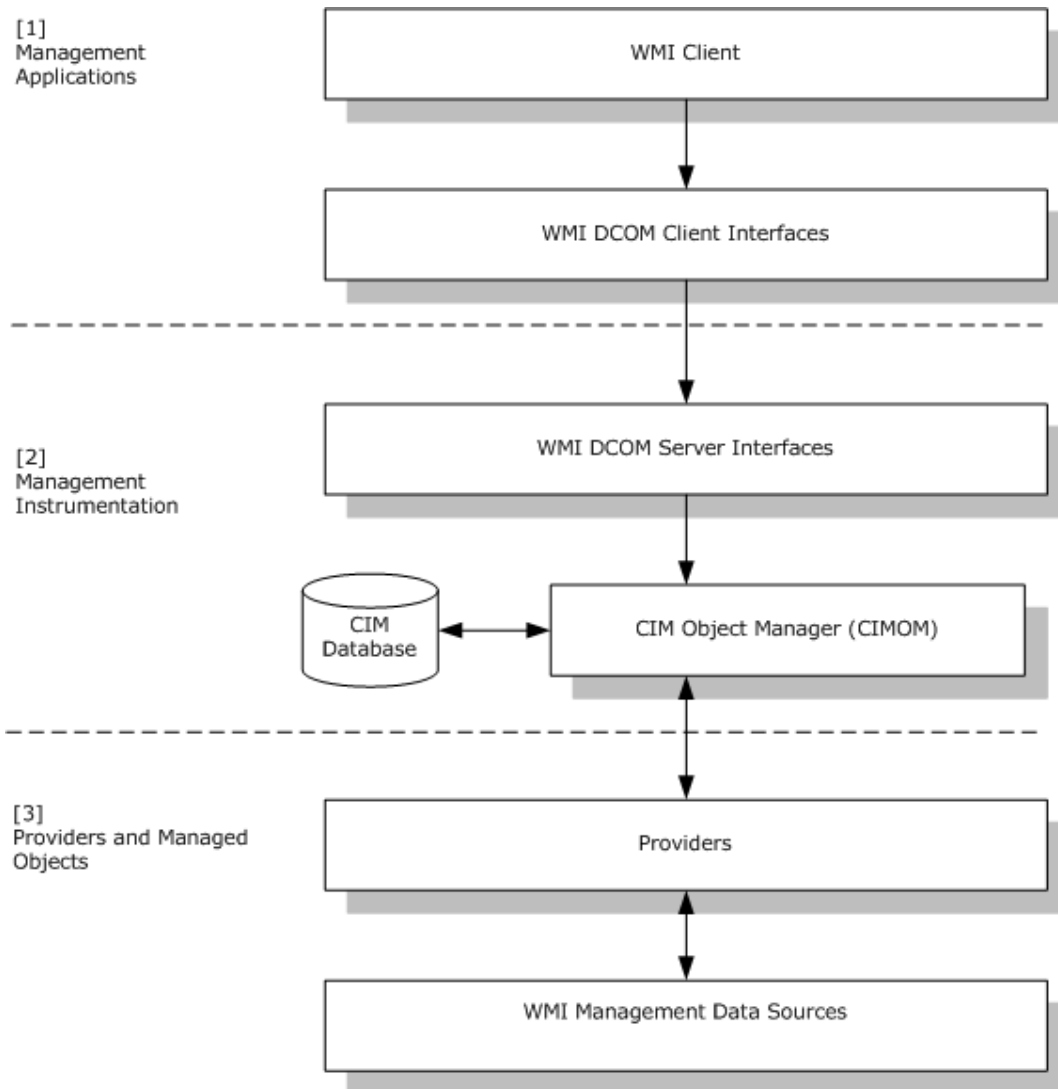 [1]
Management
Applications
WMI Client
WMI DCOM Client Interfaces
[2]
Management
Instrumentation
WMI DCOM Server Interfaces
CIM
Database
CIM Object Manager (CIMOM)
[3]
Providers and Managed
Objects
Providers
WMI Management Data Sources